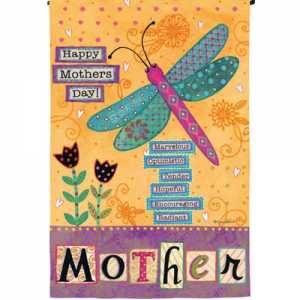 Happy
Mothers
Day!
Marvelous
Optimistic
Tender
Hopeful
Encouraging
Radiant
Mother